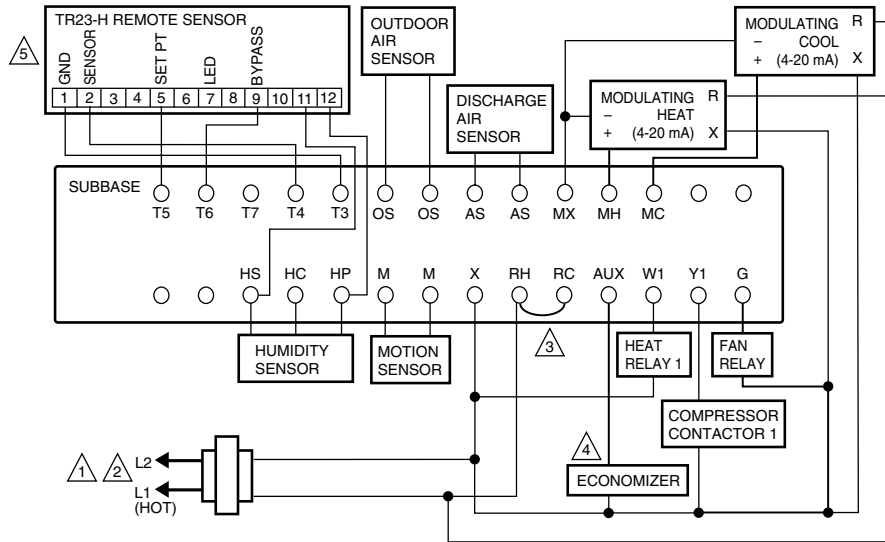 TR23-H REMOTE SENSOR
GND
SENSOR
SET PT
LED
BYPASS
1 2 3 4 5 6 7 8 9 10 11 12
5
OUTDOOR
AIR
SENSOR
DISCHARGE
AIR
SENSOR
MODULATING R
– HEAT
+ (4-20 mA) X
MODULATING R
– COOL
+ (4-20 mA) X
SUBBASE
T5 T6 T7 T4 T3 OS OS AS AS MX MH MC
HS HC HP M M X RH RC AUX W1 Y1 G
HUMIDITY
SENSOR
MOTION
SENSOR
3
HEAT
RELAY 1
FAN
RELAY
COMPRESSOR
CONTACTOR 1
4
ECONOMIZER
1 2 L2
L1
(HOT)